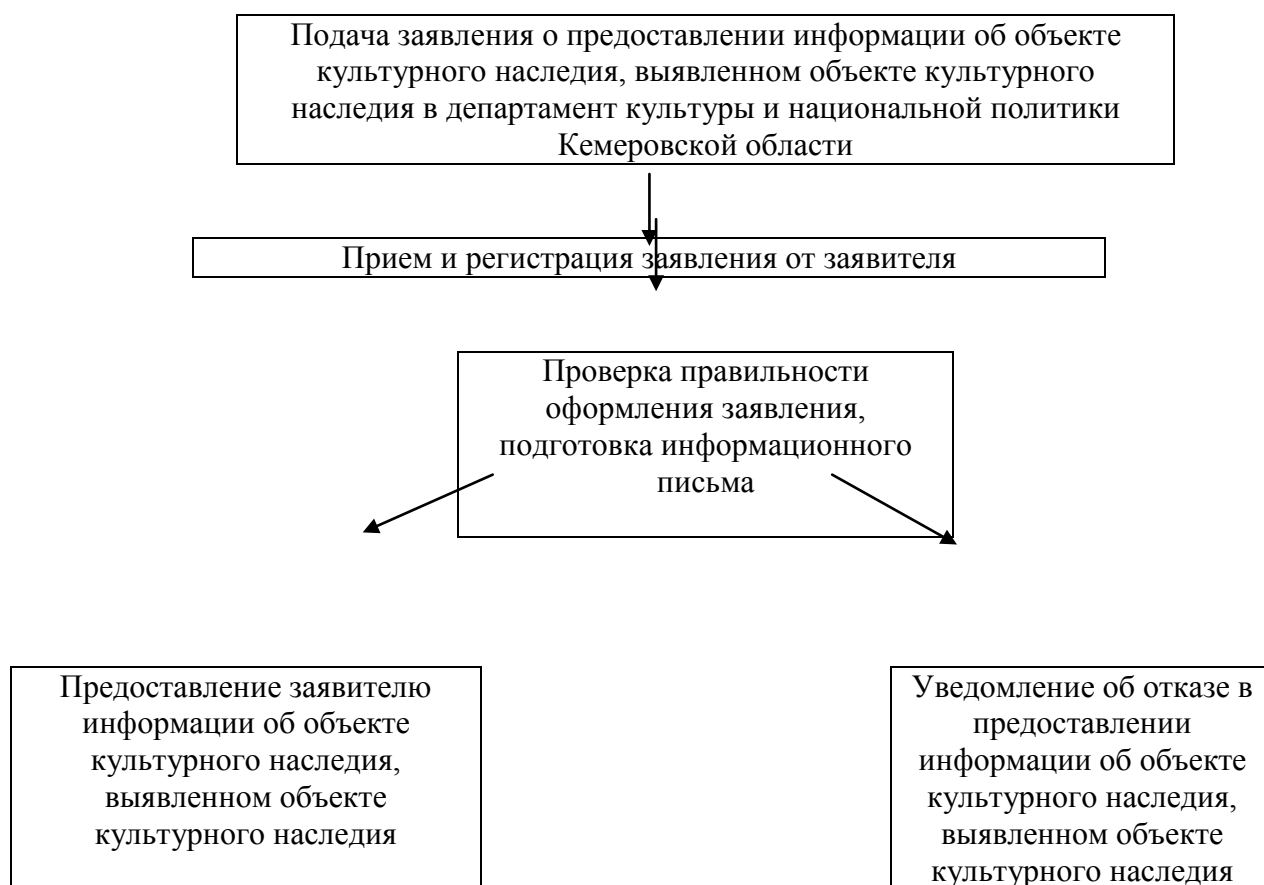 Подача заявления о предоставлении информации об объекте
культурного наследия, выявленном объекте культурного
наследия в департамент культуры и национальной политики
Кемеровской области
Прием и регистрация заявления от заявителя
Проверка правильности
оформления заявления,
подготовка информационного
письма
Предоставление заявителю
информации об объекте
культурного наследия,
выявленном объекте
культурного наследия
Уведомление об отказе в
предоставлении
информации об объекте
культурного наследия,
выявленном объекте
культурного наследия